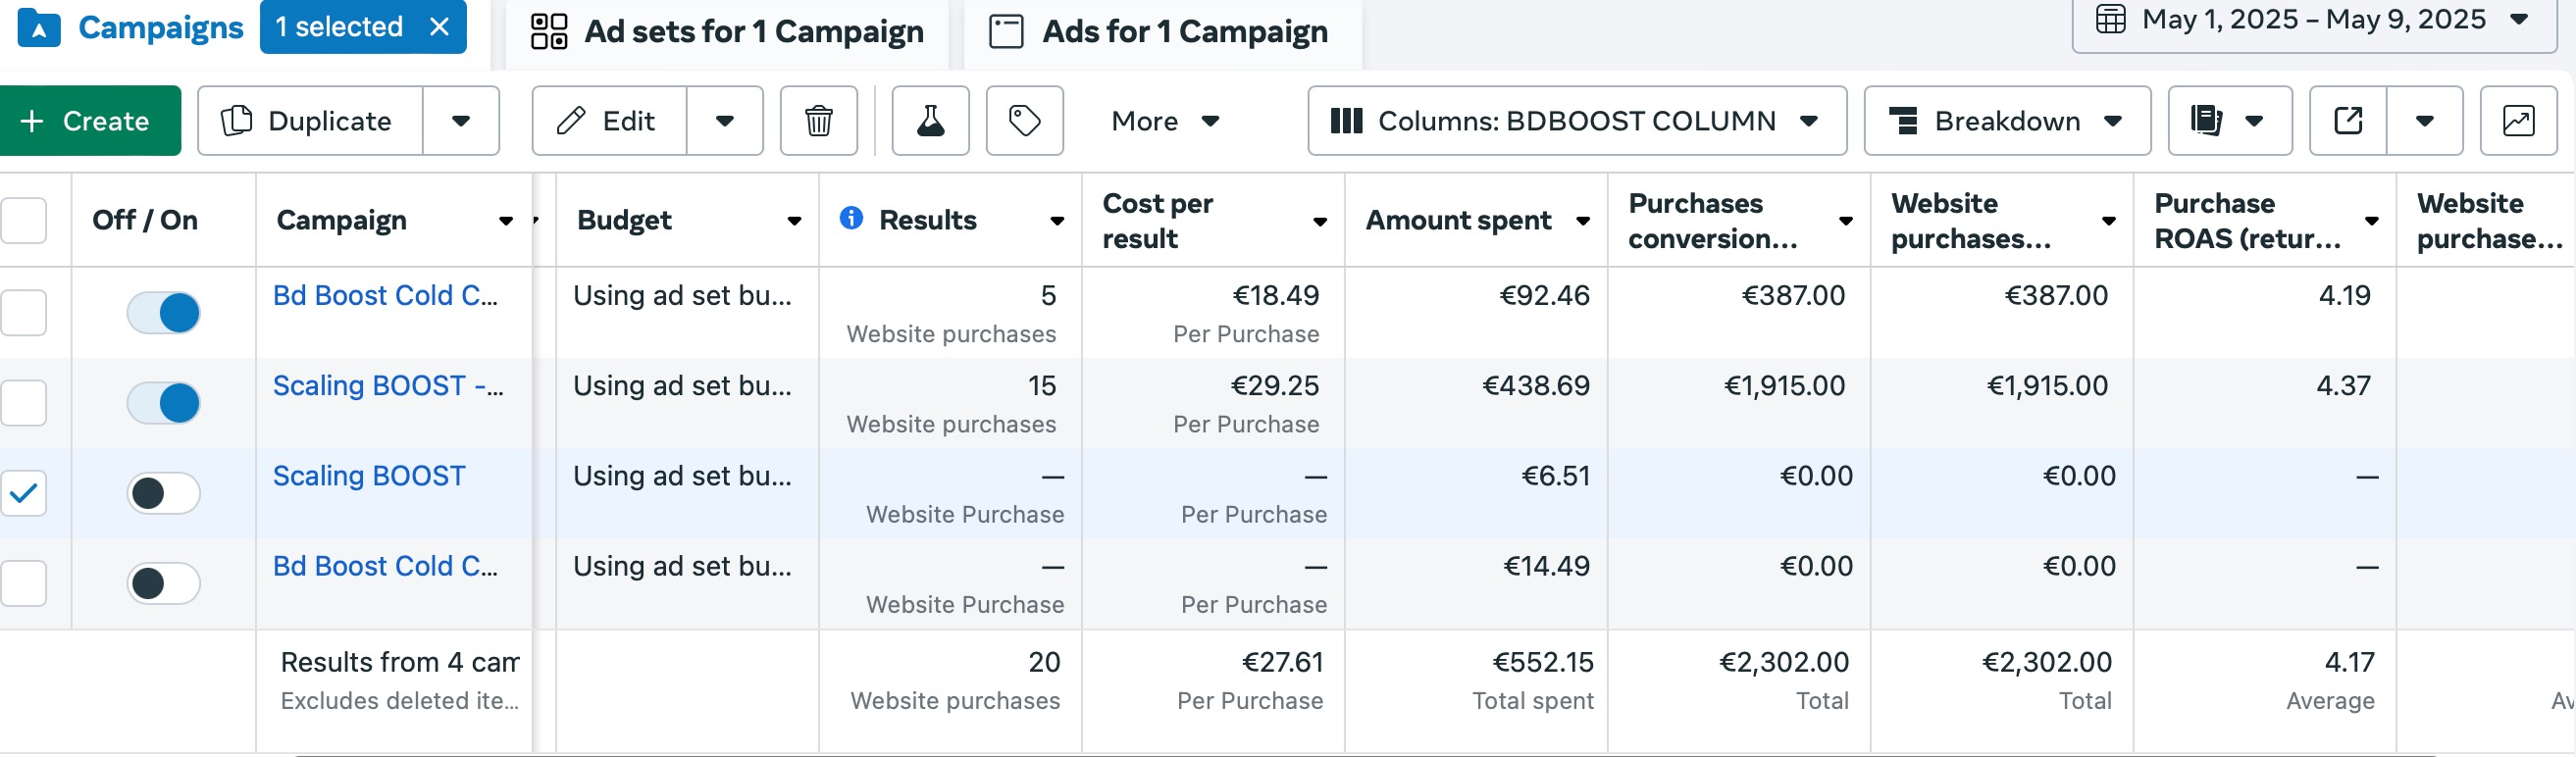 Campaigns 1 selected Ad sets for 1 Campaign Ads for 1 Campaign May 1, 2025 – May 9, 2025
+ Create Duplicate Edit More Columns: BDBOOST COLUMN Breakdown
Off / On Campaign Budget Results Cost per result Amount spent Purchases conversion... Website purchases... Purchase ROAS (retur... Website purchase...
Bd Boost Cold C... Using ad set bu... 5 €18.49 €92.46 €387.00 €387.00 4.19
Website purchases Per Purchase
Scaling BOOST -... Using ad set bu... 15 €29.25 €438.69 €1,915.00 €1,915.00 4.37
Website purchases Per Purchase
Scaling BOOST Using ad set bu... — — €6.51 €0.00 €0.00 —
Website Purchase Per Purchase
Bd Boost Cold C... Using ad set bu... — — €14.49 €0.00 €0.00 —
Website Purchase Per Purchase
Results from 4 cam 20 €27.61 €552.15 €2,302.00 €2,302.00 4.17
Excludes deleted ite... Website purchases Per Purchase Total spent Total Total Average Av